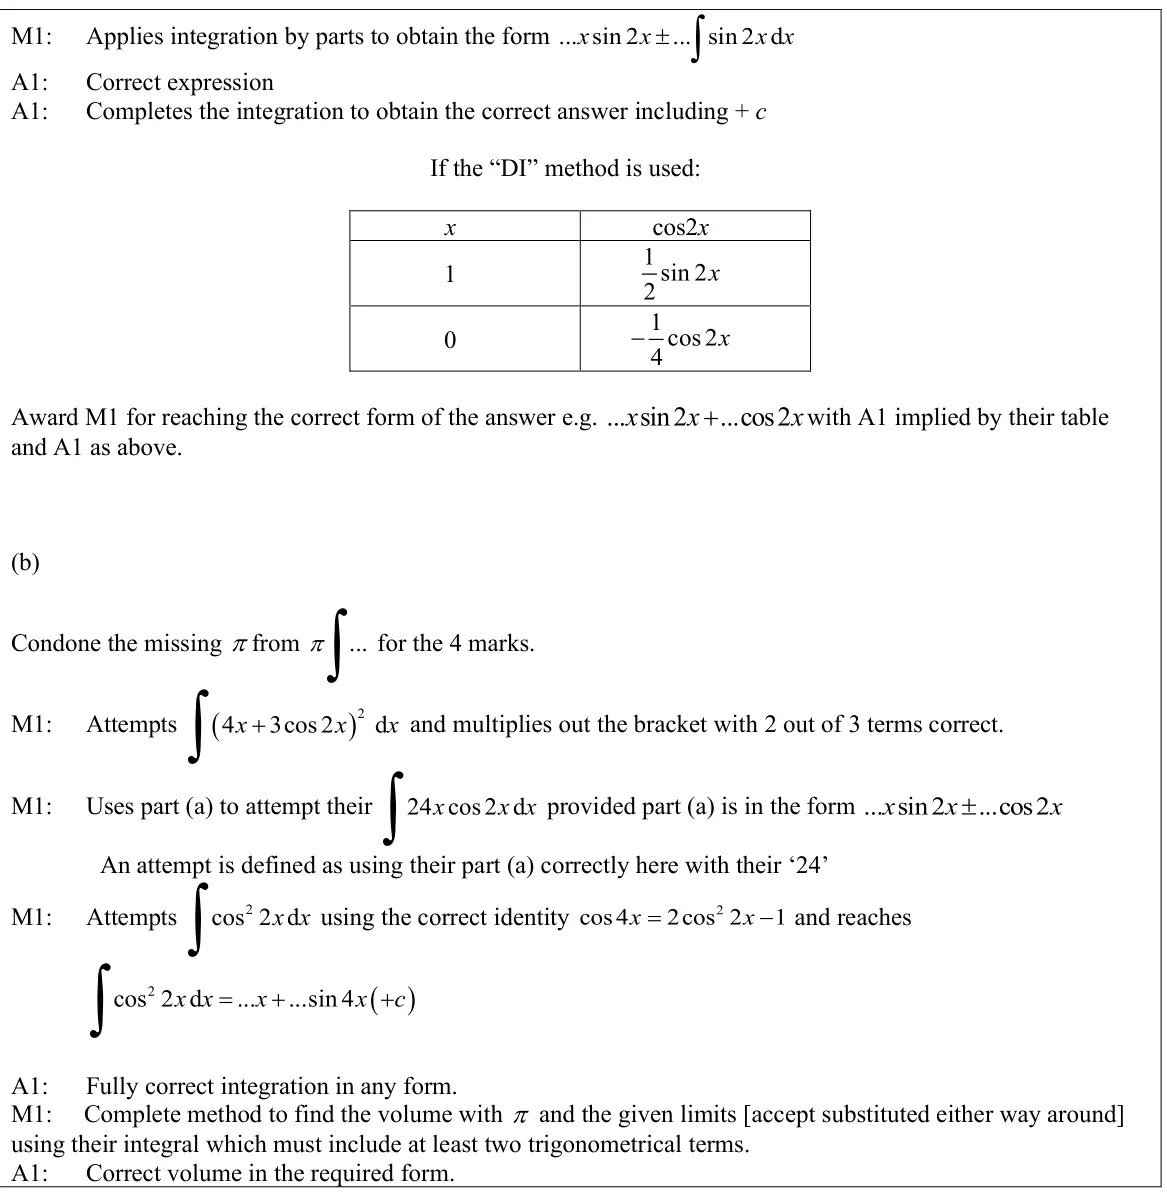 M1: Applies integration by parts to obtain the form ...x sin 2x ± ...∫ sin 2x dx
A1: Correct expression
A1: Completes the integration to obtain the correct answer including + c
If the “DI” method is used:
x cos2x
1 1/2 sin 2x
0 −1/4 cos 2x
Award M1 for reaching the correct form of the answer e.g. ...x sin 2x + ...cos 2x with A1 implied by their table
and A1 as above.
(b)
Condone the missing π from π∫... for the 4 marks.
M1: Attempts ∫(4x + 3cos 2x)² dx and multiplies out the bracket with 2 out of 3 terms correct.
M1: Uses part (a) to attempt their ∫24x cos 2x dx provided part (a) is in the form ...x sin 2x ± ...cos 2x
An attempt is defined as using their part (a) correctly here with their ‘24’
M1: Attempts ∫cos² 2x dx using the correct identity cos 4x = 2cos² 2x − 1 and reaches
∫cos² 2x dx = ...x + ...sin 4x (+c)
A1: Fully correct integration in any form.
M1: Complete method to find the volume with π and the given limits [accept substituted either way around]
using their integral which must include at least two trigonometrical terms.
A1: Correct volume in the required form.